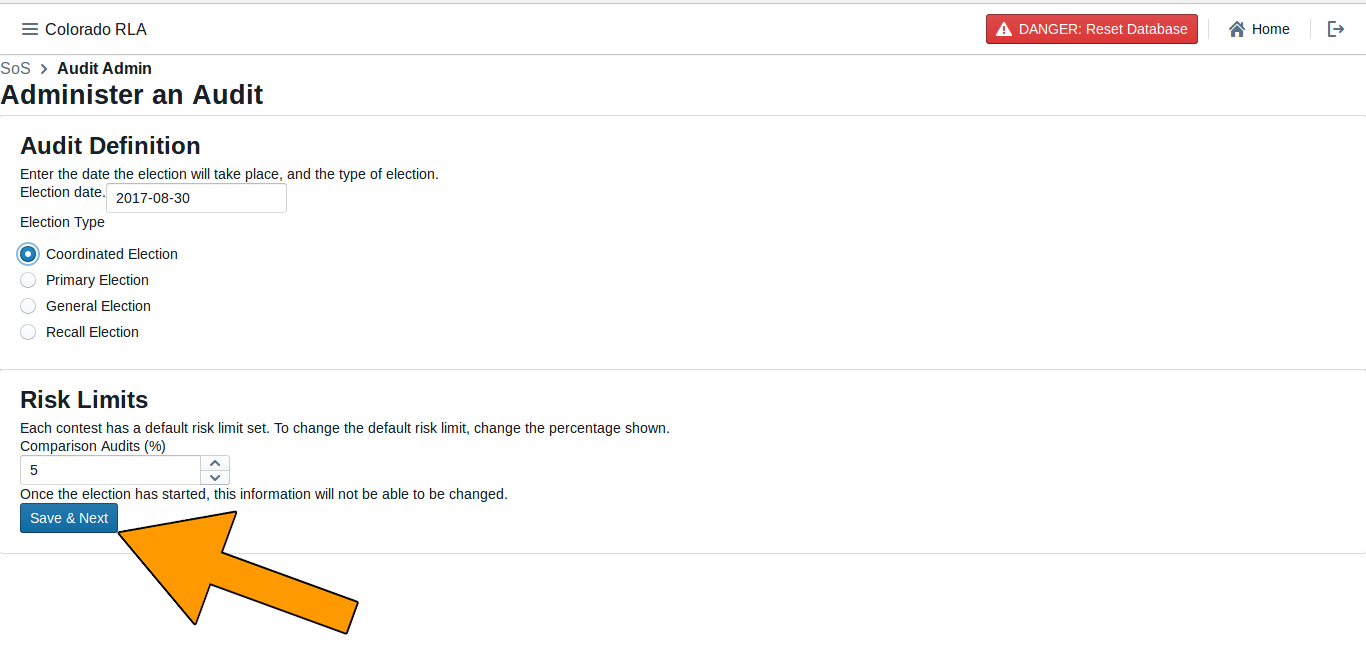 Colorado RLA DANGER: Reset Database Home
SoS Audit Admin
Administer an Audit
Audit Definition
Enter the date the election will take place, and the type of election.
Election date. 2017-08-30
Election Type
Coordinated Election
Primary Election
General Election
Recall Election
Risk Limits
Each contest has a default risk limit set. To change the default risk limit, change the percentage shown.
Comparison Audits (%)
5
Once the election has started, this information will not be able to be changed.
Save & Next